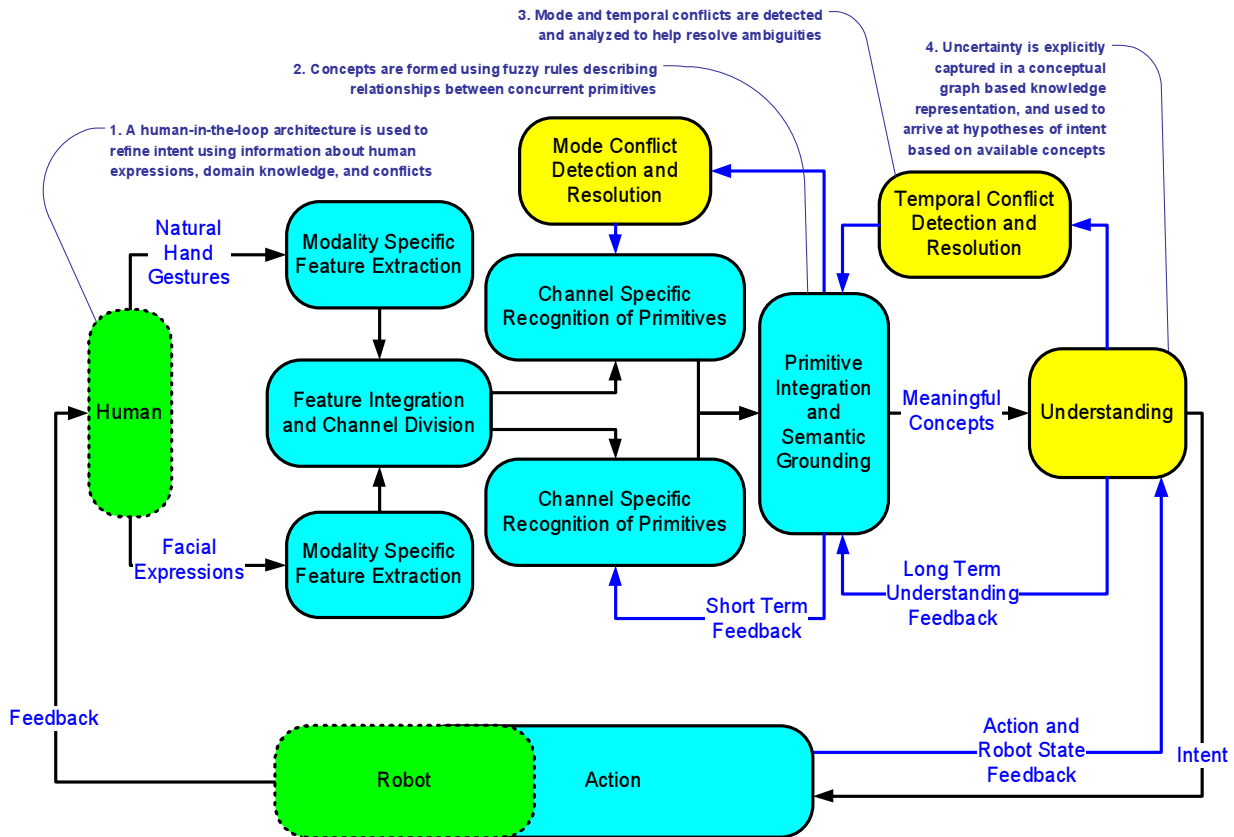 3. Mode and temporal conflicts are detected
and analyzed to help resolve ambiguities
4. Uncertainty is explicitly
captured in a conceptual
graph based knowledge
representation, and used to
arrive at hypotheses of intent
based on available concepts
2. Concepts are formed using fuzzy rules describing
relationships between concurrent primitives
1. A human-in-the-loop architecture is used to
refine intent using information about human
expressions, domain knowledge, and conflicts
Mode Conflict
Detection and
Resolution
Temporal Conflict
Detection and
Resolution
Natural
Hand
Gestures
Modality Specific
Feature Extraction
Channel Specific
Recognition of Primitives
Human
Feature Integration
and Channel Division
Primitive
Integration
and
Semantic
Grounding
Meaningful
Concepts
Understanding
Channel Specific
Recognition of Primitives
Facial
Expressions
Modality Specific
Feature Extraction
Short Term
Feedback
Long Term
Understanding
Feedback
Feedback
Robot
Action
Action and
Robot State
Feedback
Intent